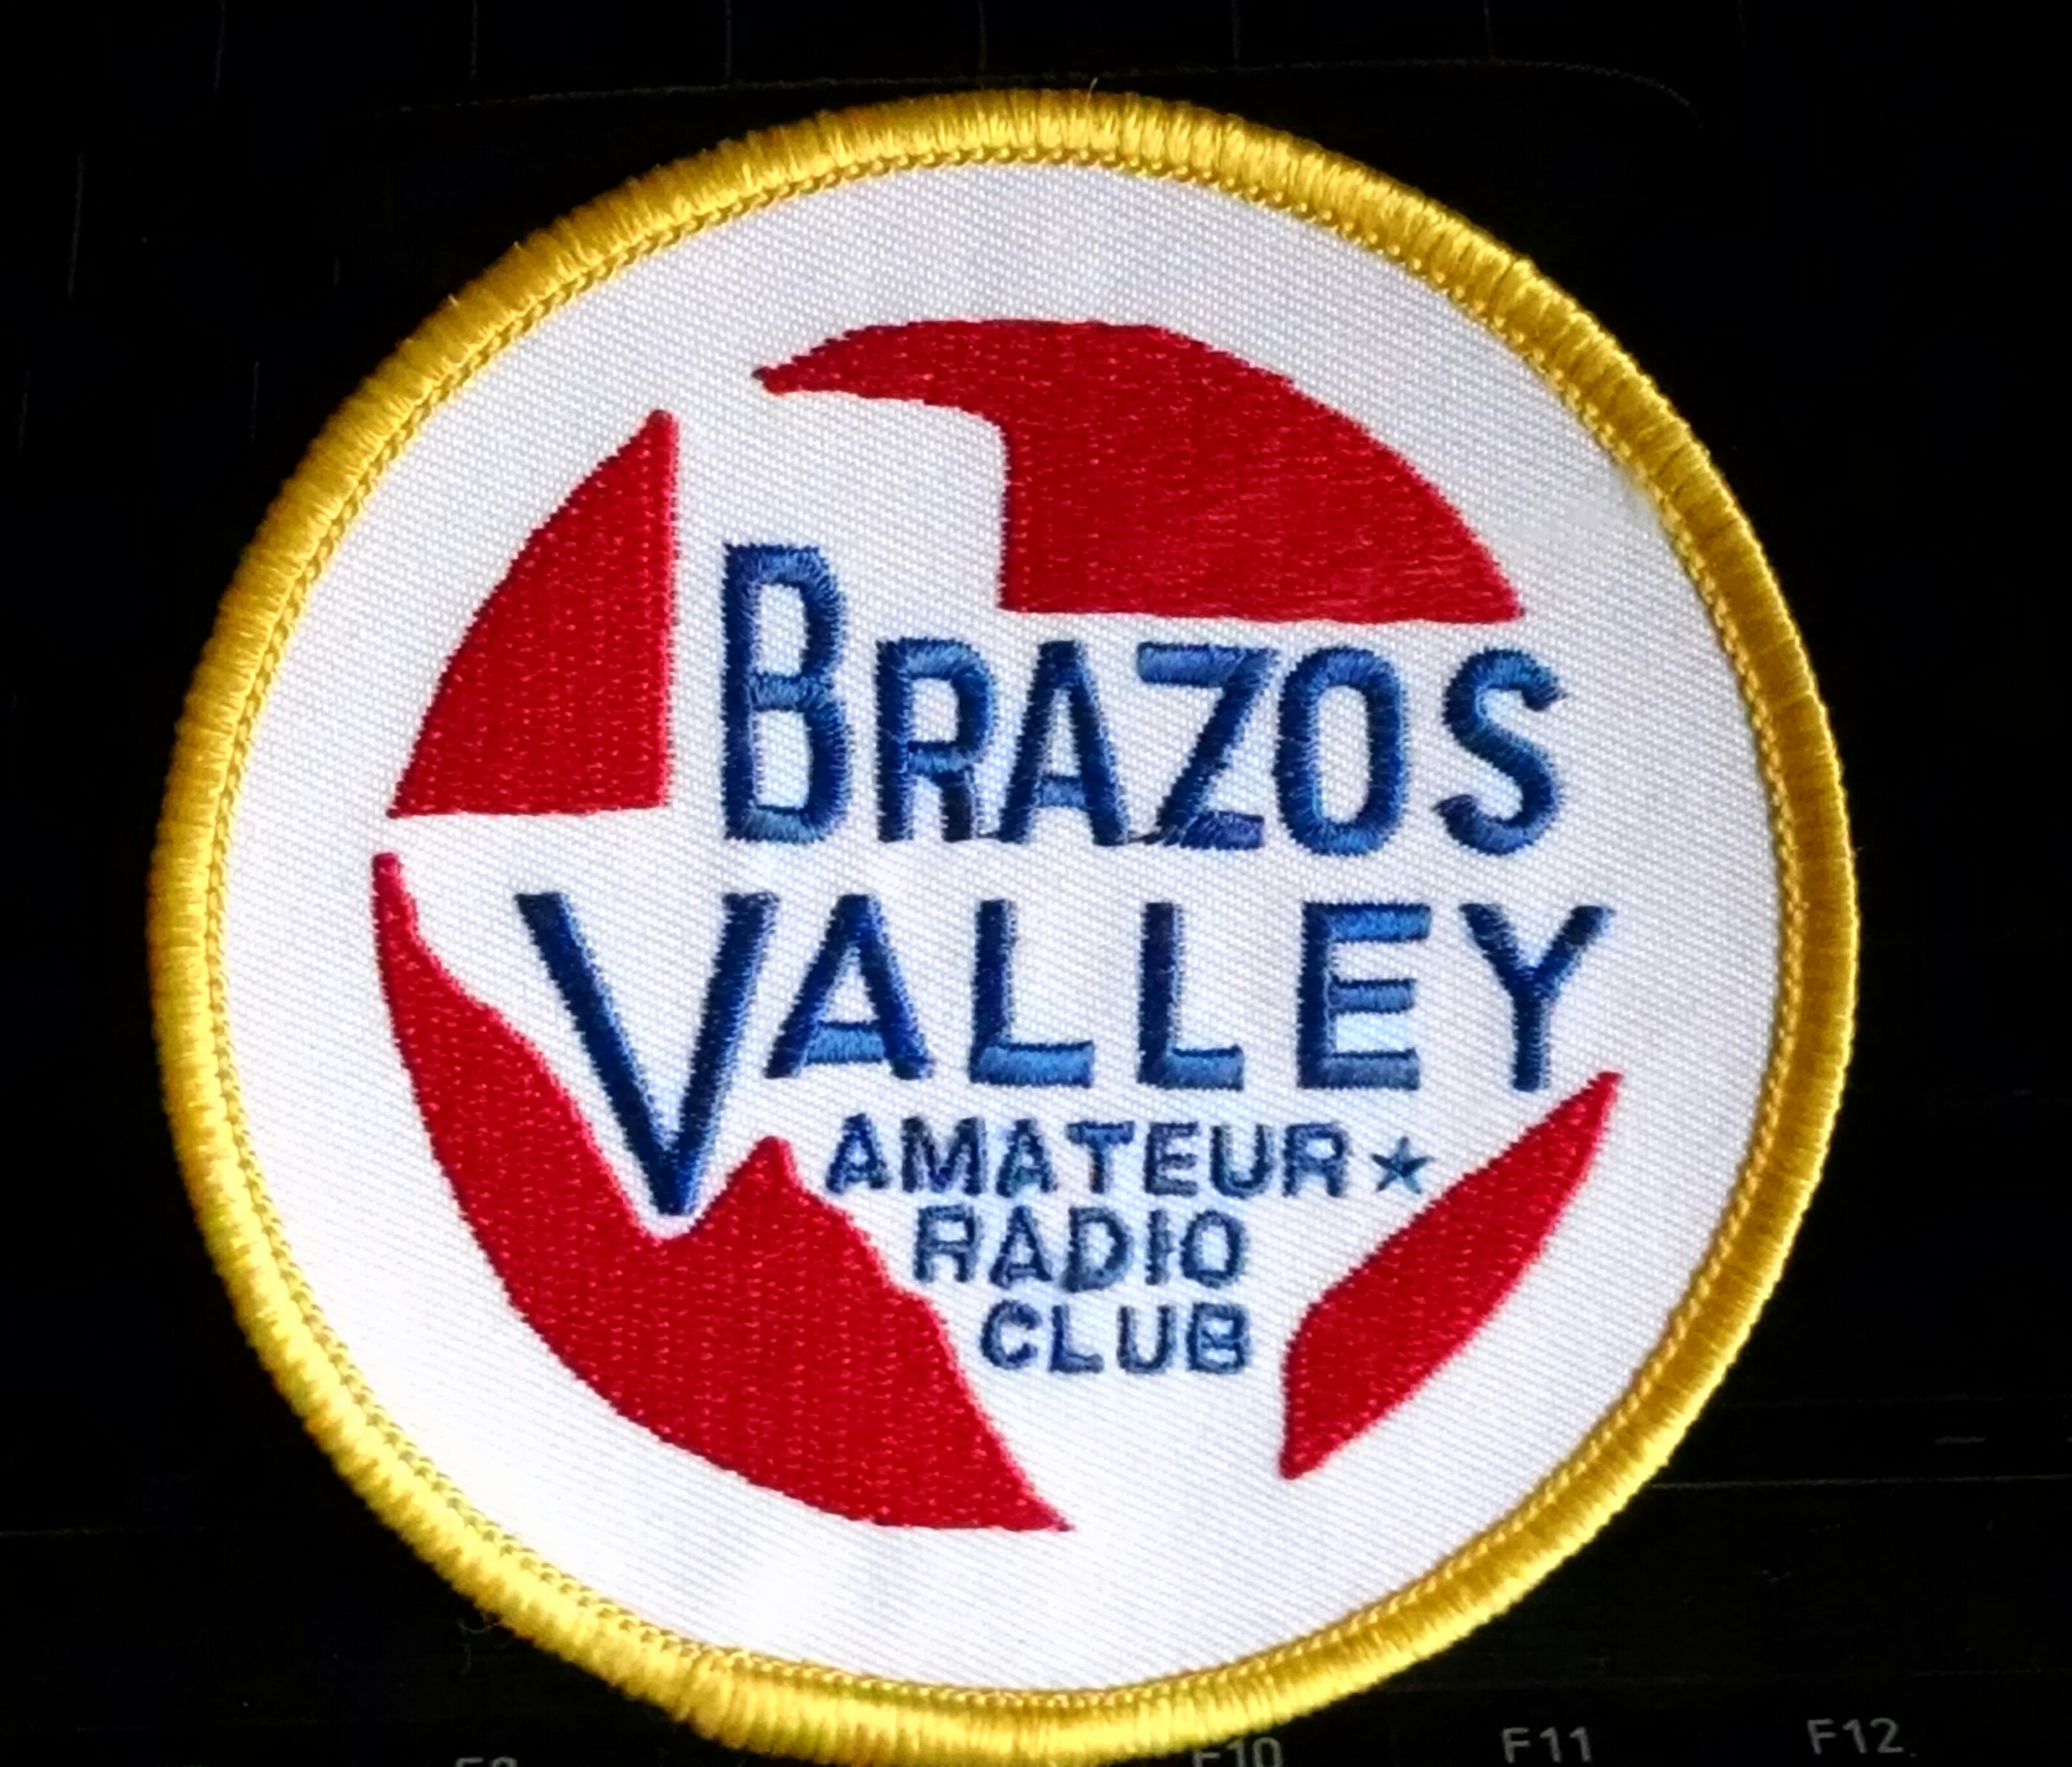 BRAZOS
VALLEY
AMATEUR★
RADIO
CLUB
F10
F11
F12